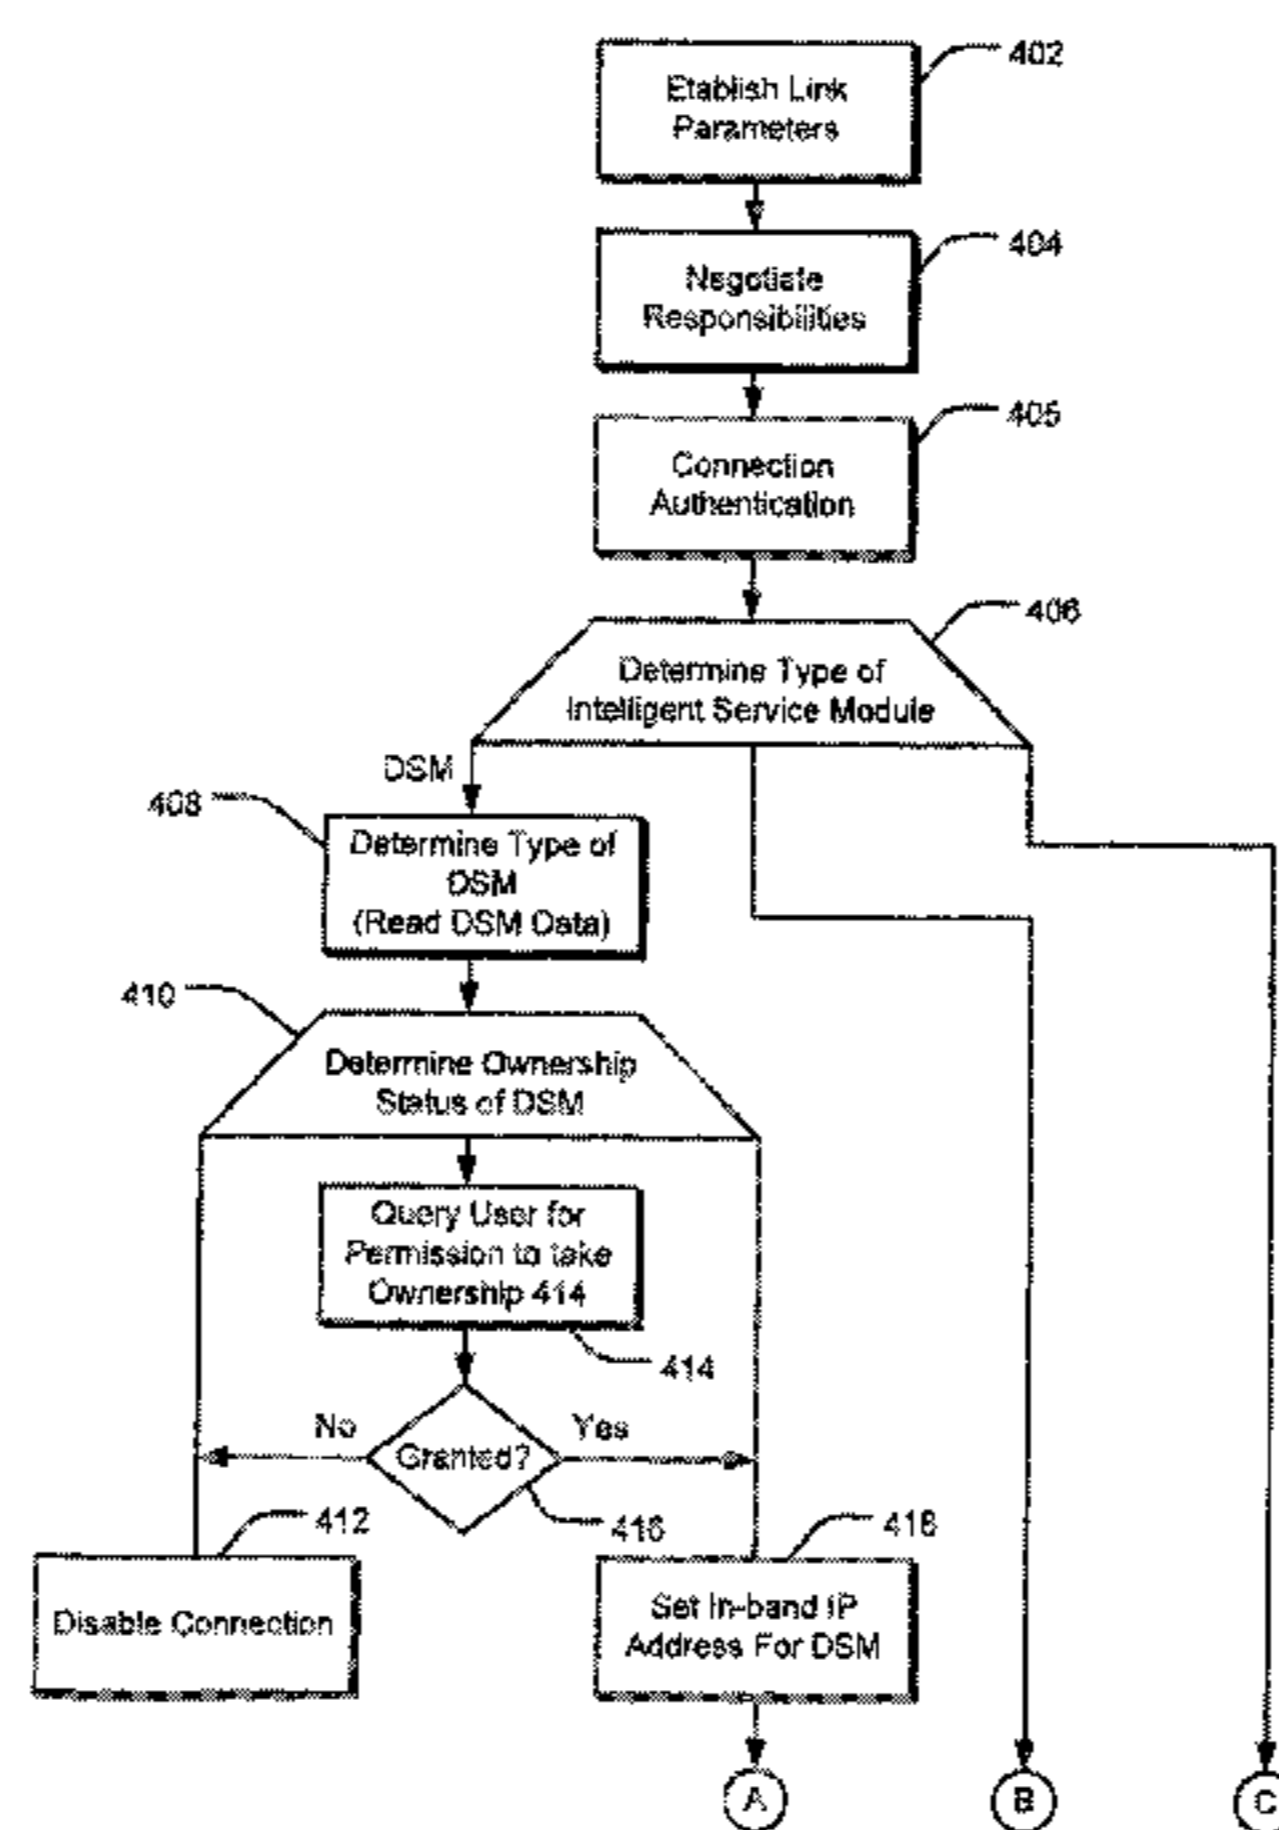 402
Etablish Link
Parameters
404
Negotiate
Responsibilities
405
Connection
Authentication
406
Determine Type of
Intelligent Service Module
DSM
408
Determine Type of
DSM
(Read DSM Data)
410
Determine Ownership
Status of DSM
Query User for
Permission to take
Ownership 414
414
No
Yes
Granted?
416
412
418
Disable Connection
Set In-band IP
Address For DSM
A
B
C